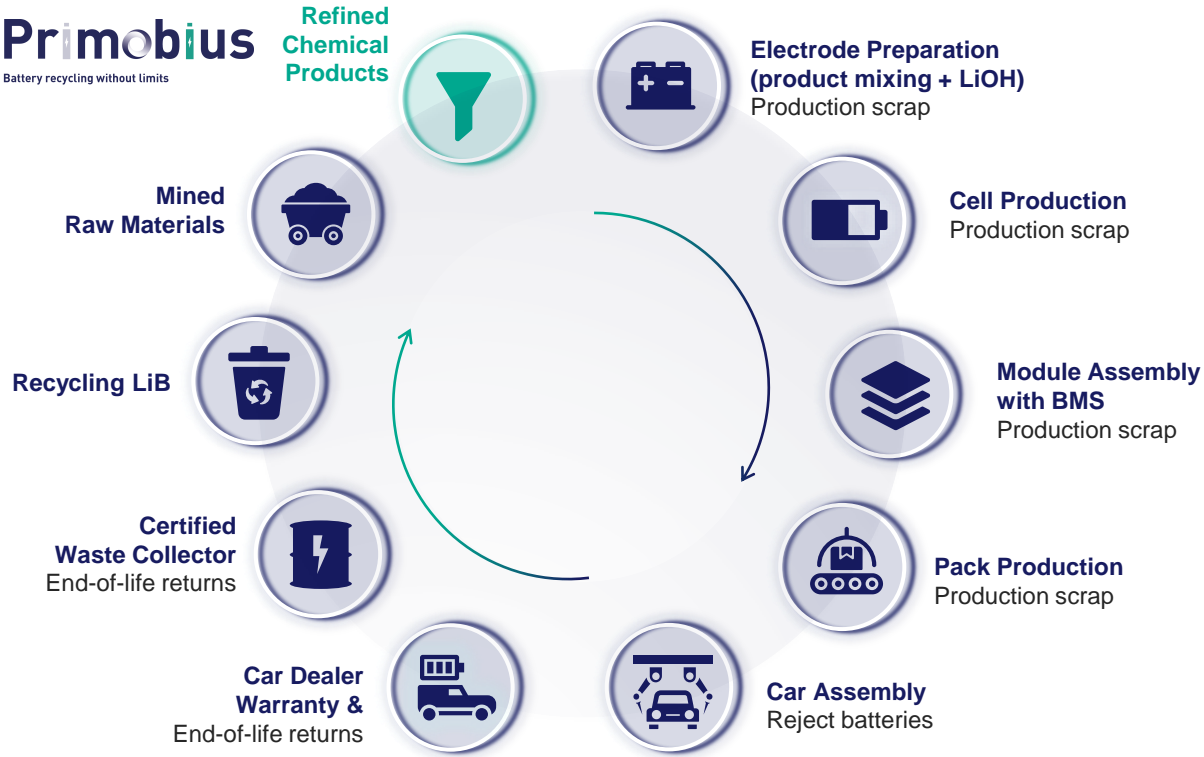 Primobius
Battery recycling without limits
Refined
Chemical
Products
Electrode Preparation
(product mixing + LiOH)
Production scrap
Cell Production
Production scrap
Module Assembly
with BMS
Production scrap
Pack Production
Production scrap
Car Assembly
Reject batteries
Car Dealer
Warranty &
End-of-life returns
Certified
Waste Collector
End-of-life returns
Recycling LiB
Mined
Raw Materials